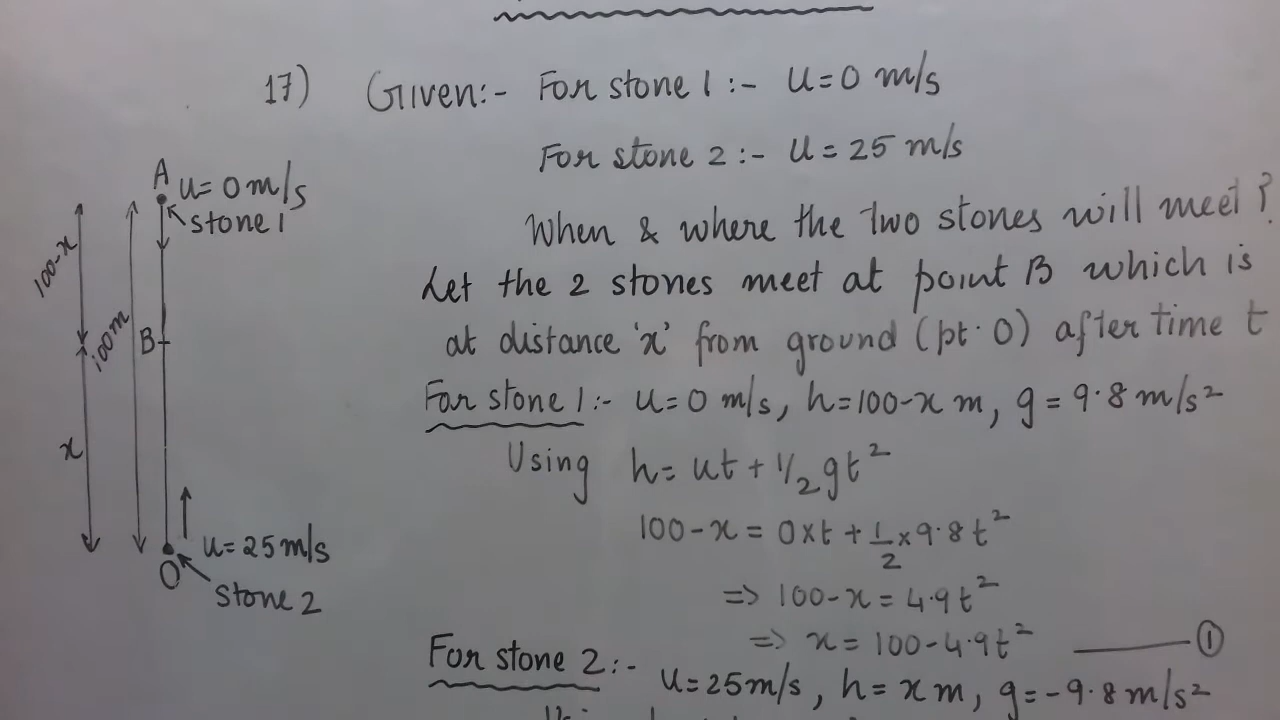 17) Given:- For stone 1:- u=0 m/s
For stone 2:- u=25 m/s
When & where the two stones will meet?
Let the 2 stones meet at point B which is
at distance 'x' from ground (pt. O) after time t
For stone 1:- u=0 m/s, h=100-x m, g=9.8 m/s²
Using h= ut + 1/2 gt²
100-x = 0xt + 1/2 x 9.8 t²
=> 100-x = 4.9t²
=> x = 100-4.9t² ①
For stone 2:- u=25m/s, h= x m, g=-9.8 m/s²
A u=0m/s
stone 1
100-x
100m
B
x
u=25m/s
O
stone 2